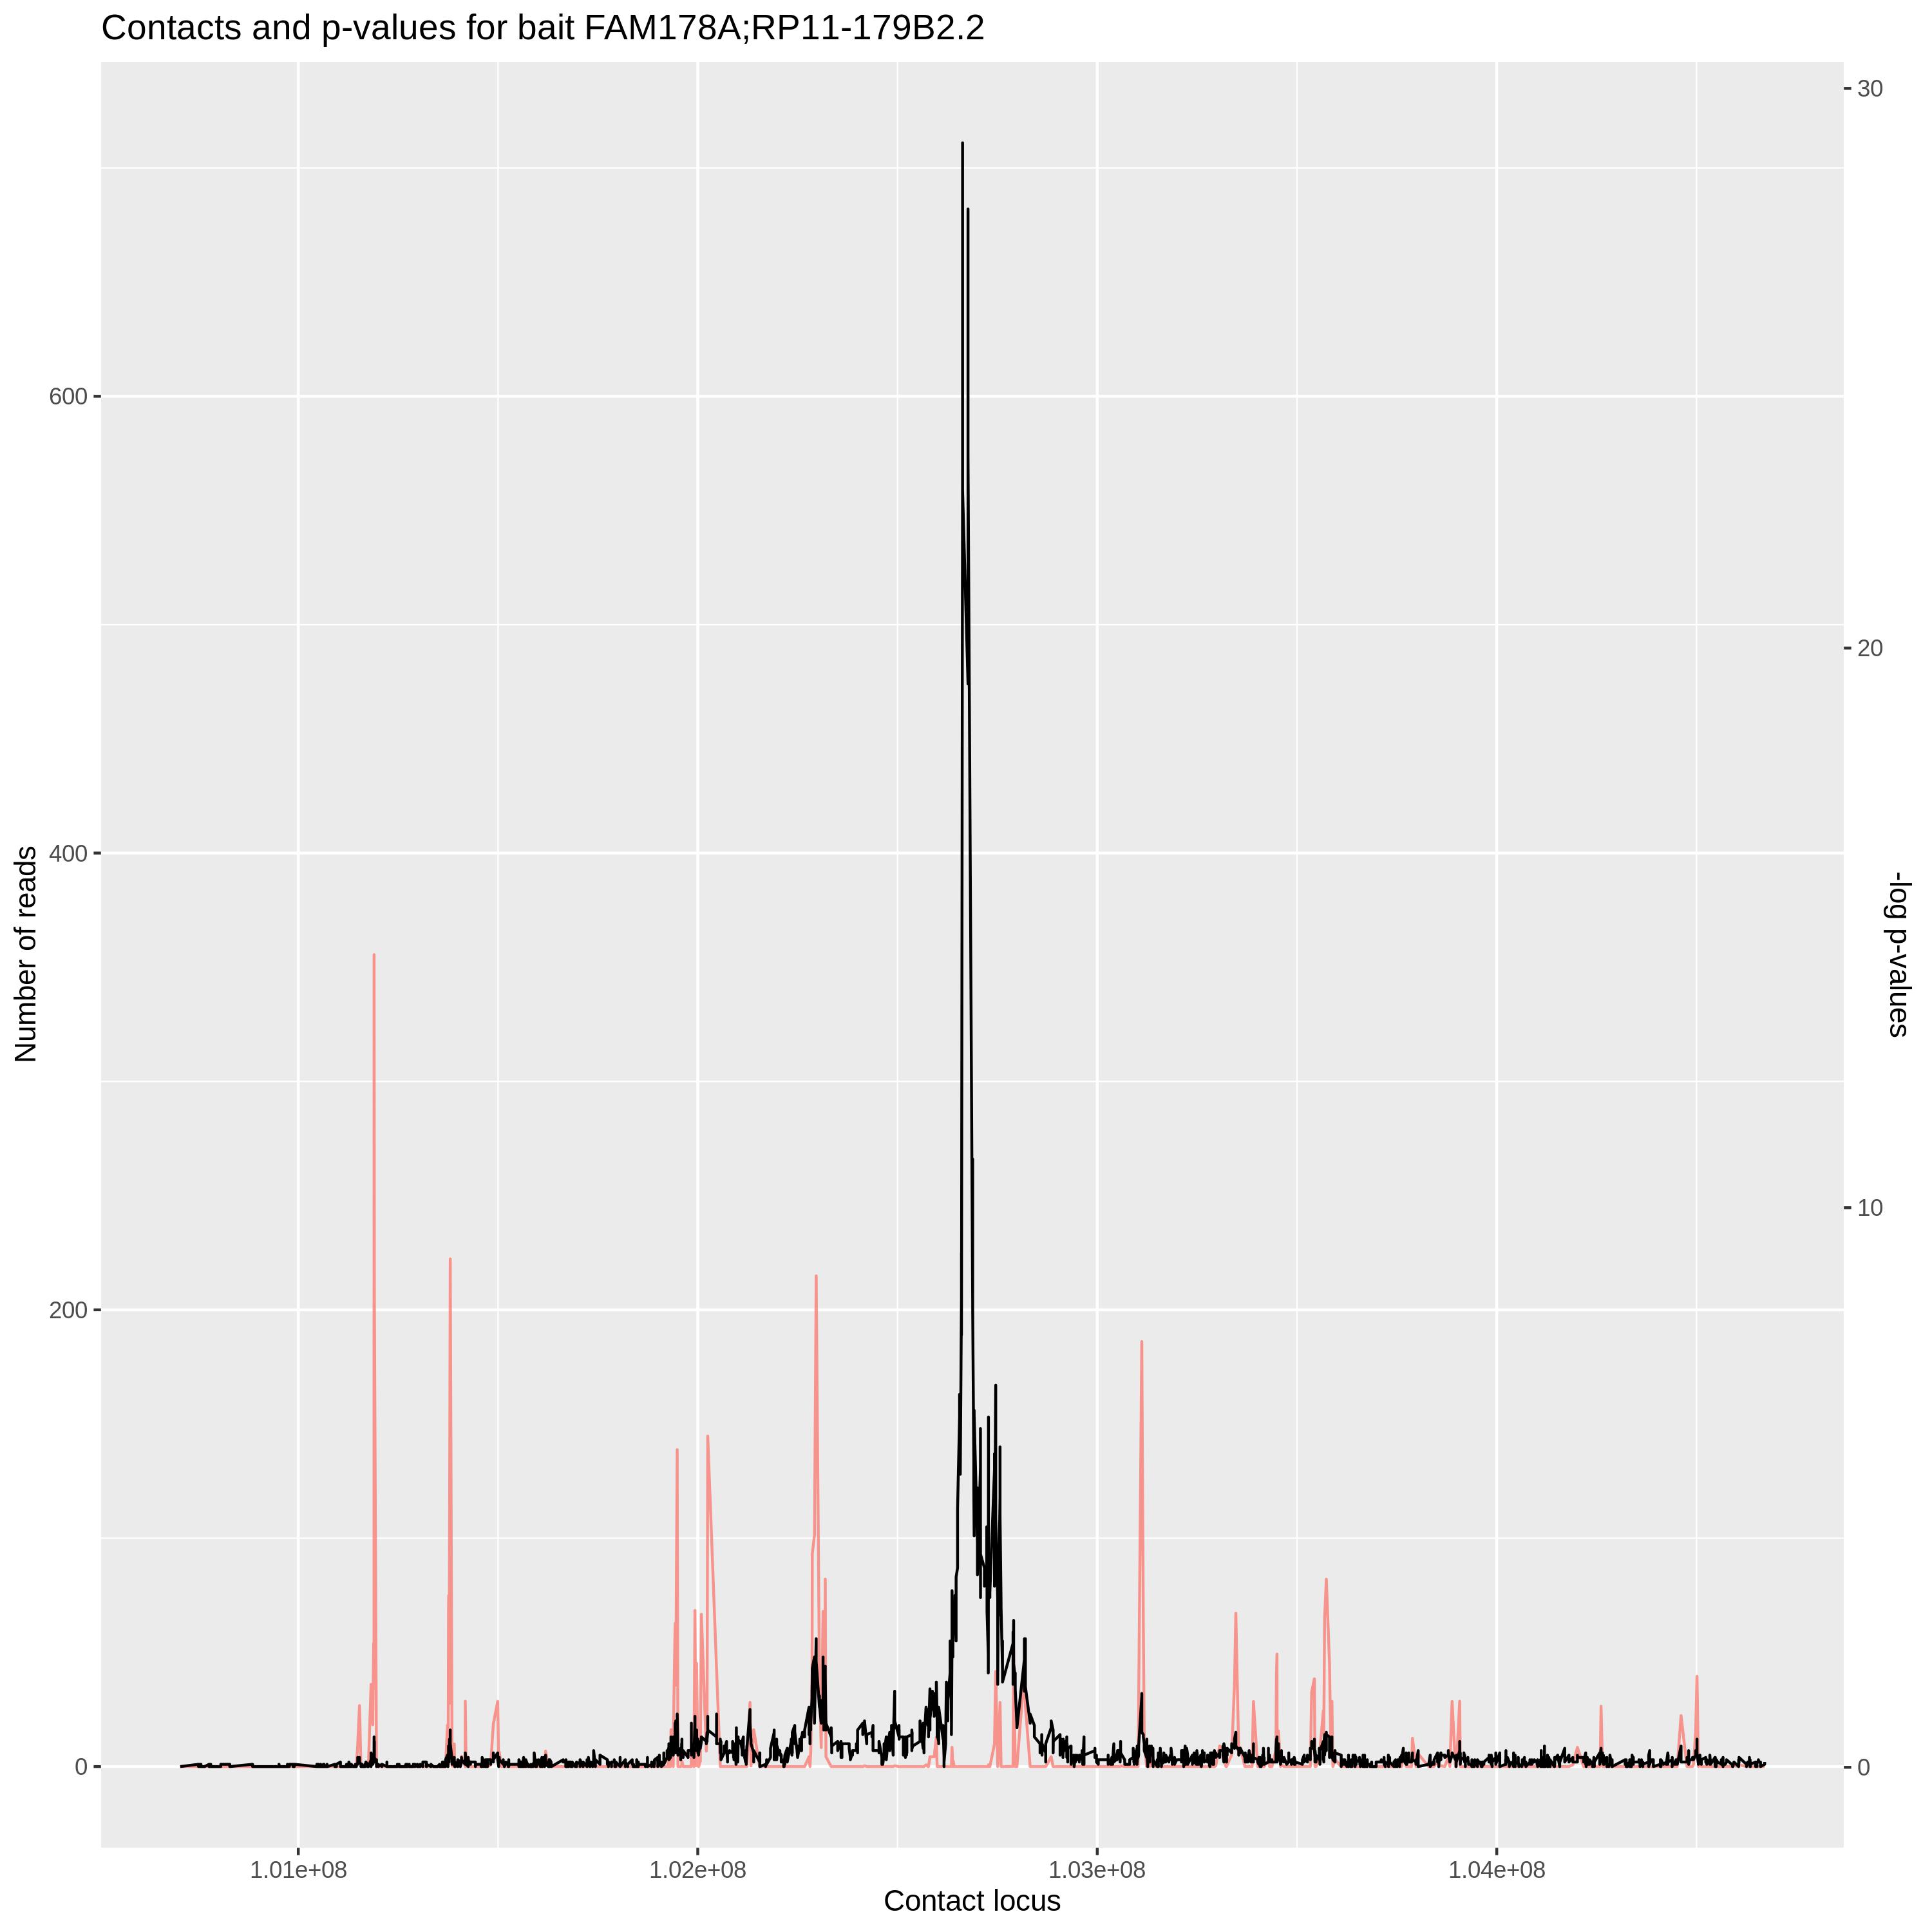 Contacts and p-values for bait FAM178A;RP11-179B2.2
Number of reads
600
400
200
0
30
20
10
0
-log p-values
1.01e+08
1.02e+08
1.03e+08
1.04e+08
Contact locus